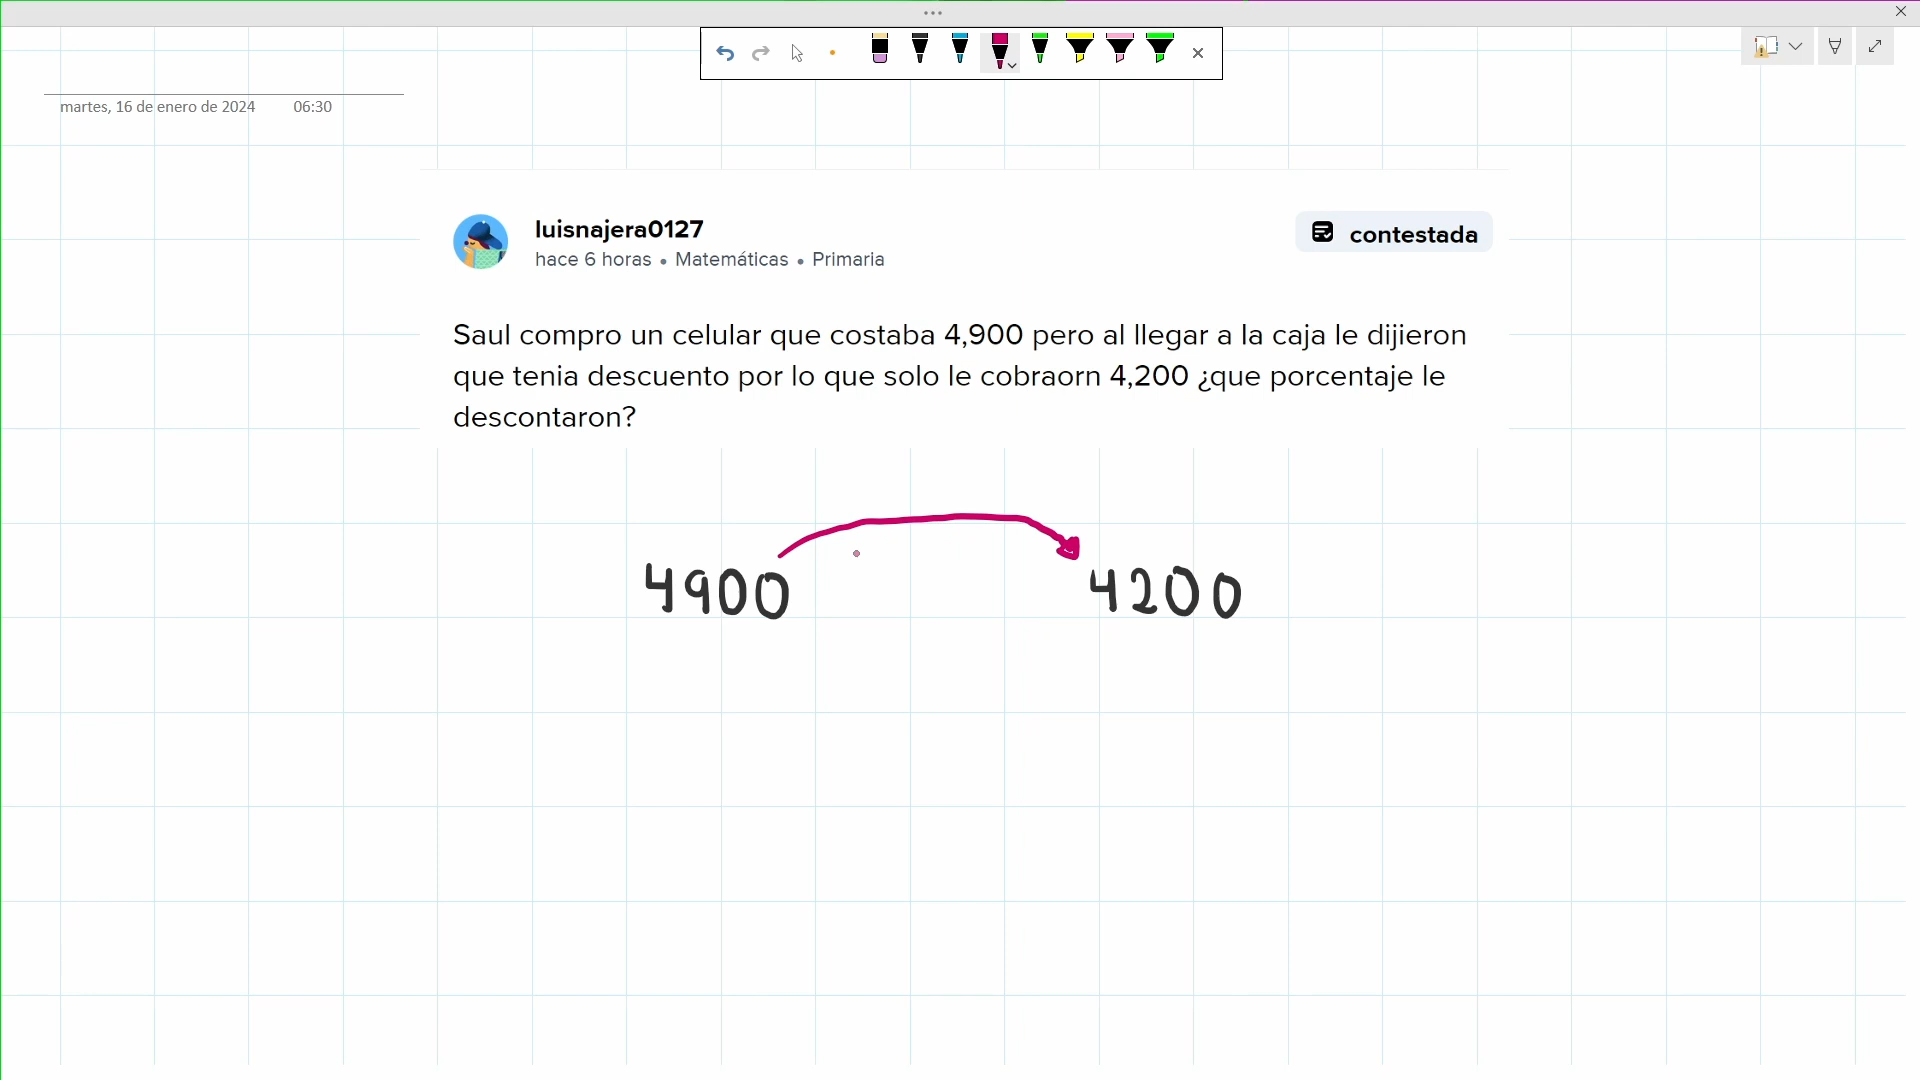 martes, 16 de enero de 2024 06:30
luisnajera0127
contestada
hace 6 horas • Matemáticas • Primaria
Saul compro un celular que costaba 4,900 pero al llegar a la caja le dijieron
que tenia descuento por lo que solo le cobraorn 4,200 ¿que porcentaje le
descontaron?
4900 4200